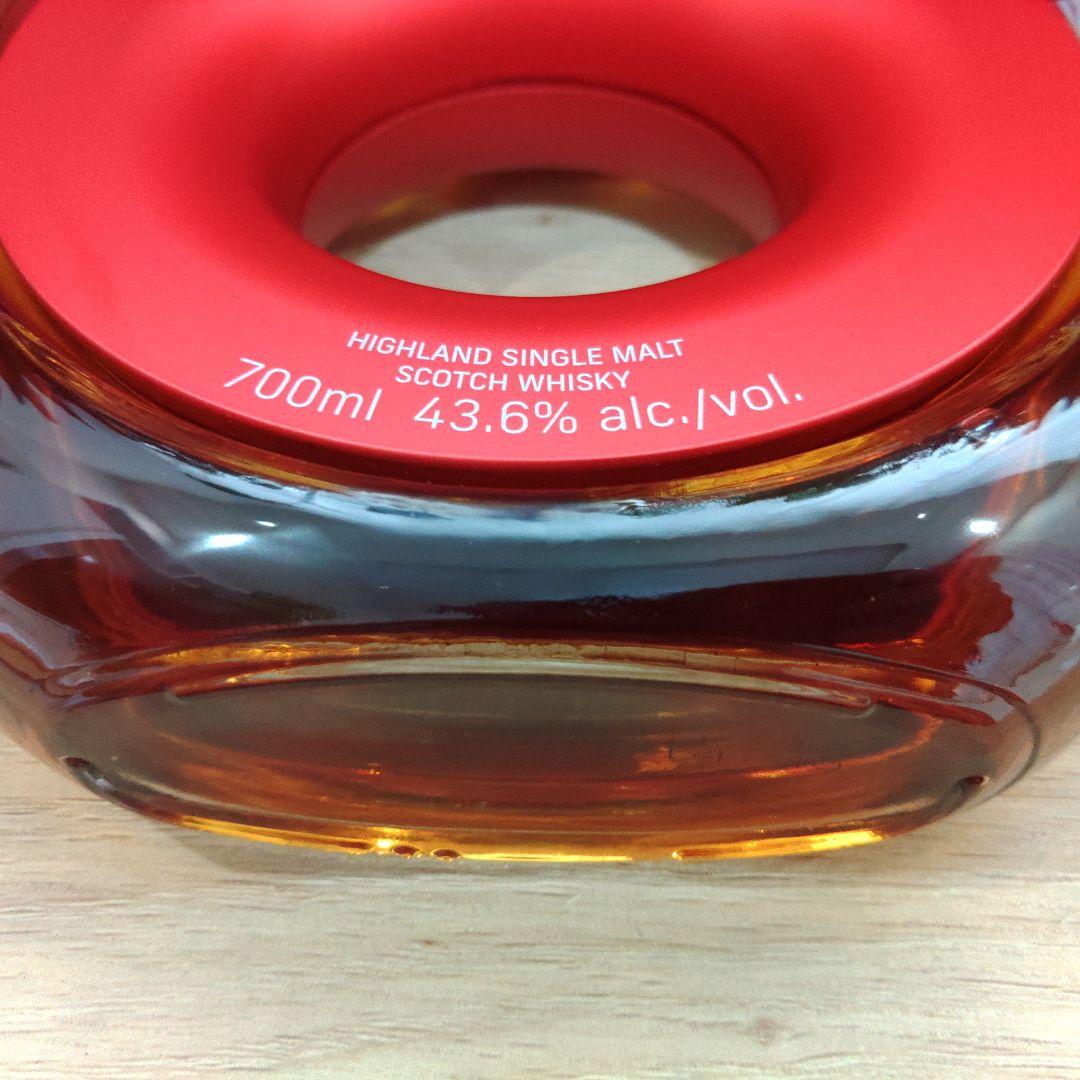 HIGHLAND SINGLE MALT
SCOTCH WHISKY
700ml 43.6% alc./vol.